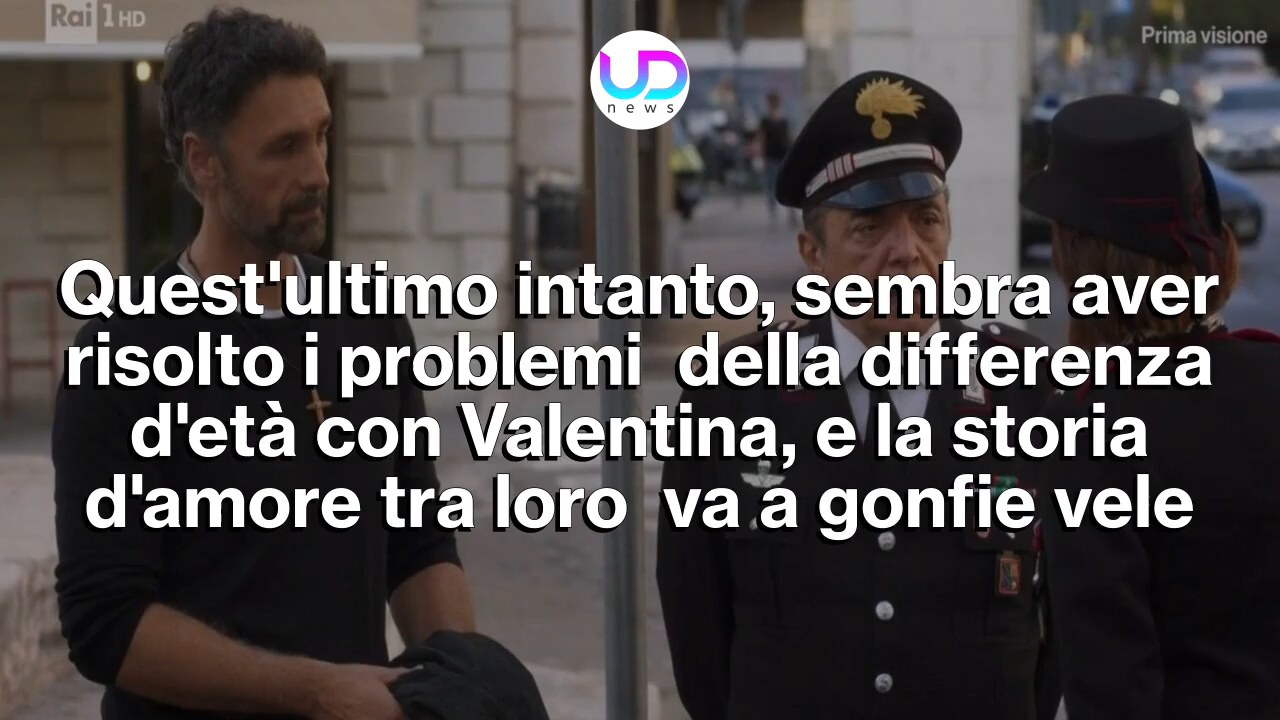 Rai 1 HD
Prima visione
UD
news
Quest'ultimo intanto, sembra aver
risolto i problemi  della differenza
d'età con Valentina, e la storia
d'amore tra loro  va a gonfie vele